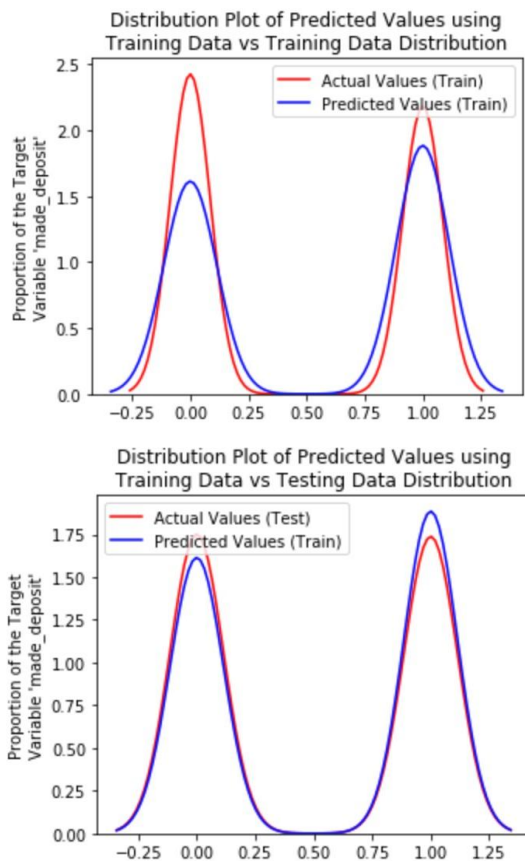 Distribution Plot of Predicted Values using
Training Data vs Training Data Distribution
2.5
2.0
1.5
1.0
0.5
0.0
Proportion of the Target
Variable 'made_deposit'
Actual Values (Train)
Predicted Values (Train)
−0.25 0.00 0.25 0.50 0.75 1.00 1.25
Distribution Plot of Predicted Values using
Training Data vs Testing Data Distribution
Actual Values (Test)
Predicted Values (Train)
1.75
1.50
1.25
1.00
0.75
0.50
0.25
0.00
Proportion of the Target
Variable 'made_deposit'
−0.25 0.00 0.25 0.50 0.75 1.00 1.25